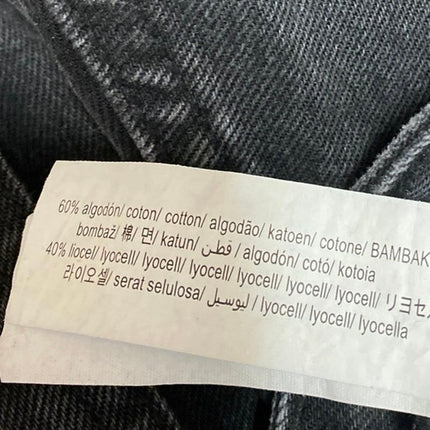 60% algodón/ coton/ cotton/ algodão/ katoen/ cotone/ BAMBAK
bombaž/ 棉/ 면/ katun/ قطن / algodón/ cotó/ kotoia
40% liocel/ lyocell/ lyocell/ lyocell/ lyocell/ lyocell/ lyocell/ リヨセ
라이오셀/ serat selulosa/ ليوسيل / lyocell/ lyocell/ lyocella